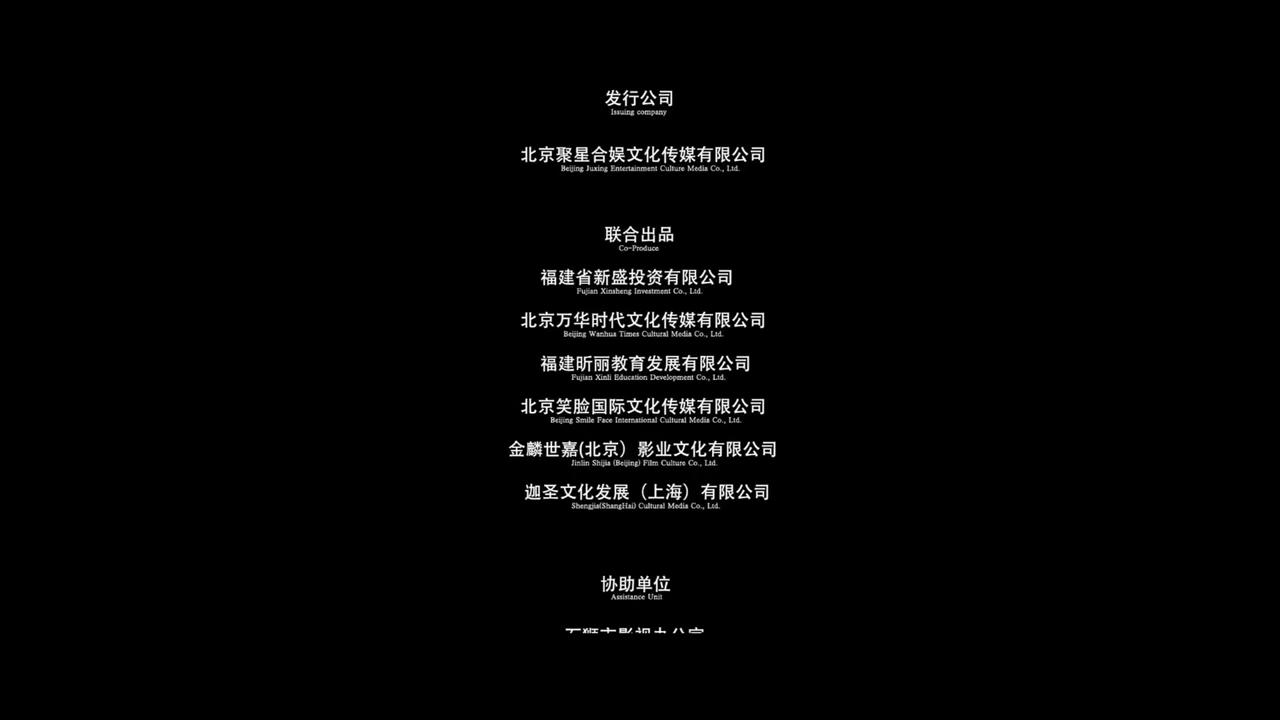 发行公司
Issuing company
北京聚星合娱文化传媒有限公司
Beijing Juxing Entertainment Culture Media Co., Ltd.
联合出品
Co-Produce
福建省新盛投资有限公司
Fujian Xinsheng Investment Co., Ltd.
北京万华时代文化传媒有限公司
Beijing Wanhua Times Cultural Media Co., Ltd.
福建昕丽教育发展有限公司
Fujian Xinli Education Development Co., Ltd.
北京笑脸国际文化传媒有限公司
Beijing Smile Face International Cultural Media Co., Ltd.
金麟世嘉(北京）影业文化有限公司
Jinlin Shijia (Beijing) Film Culture Co., Ltd.
迦圣文化发展（上海）有限公司
Shengjia(ShangHai) Cultural Media Co., Ltd.
协助单位
Assistance Unit